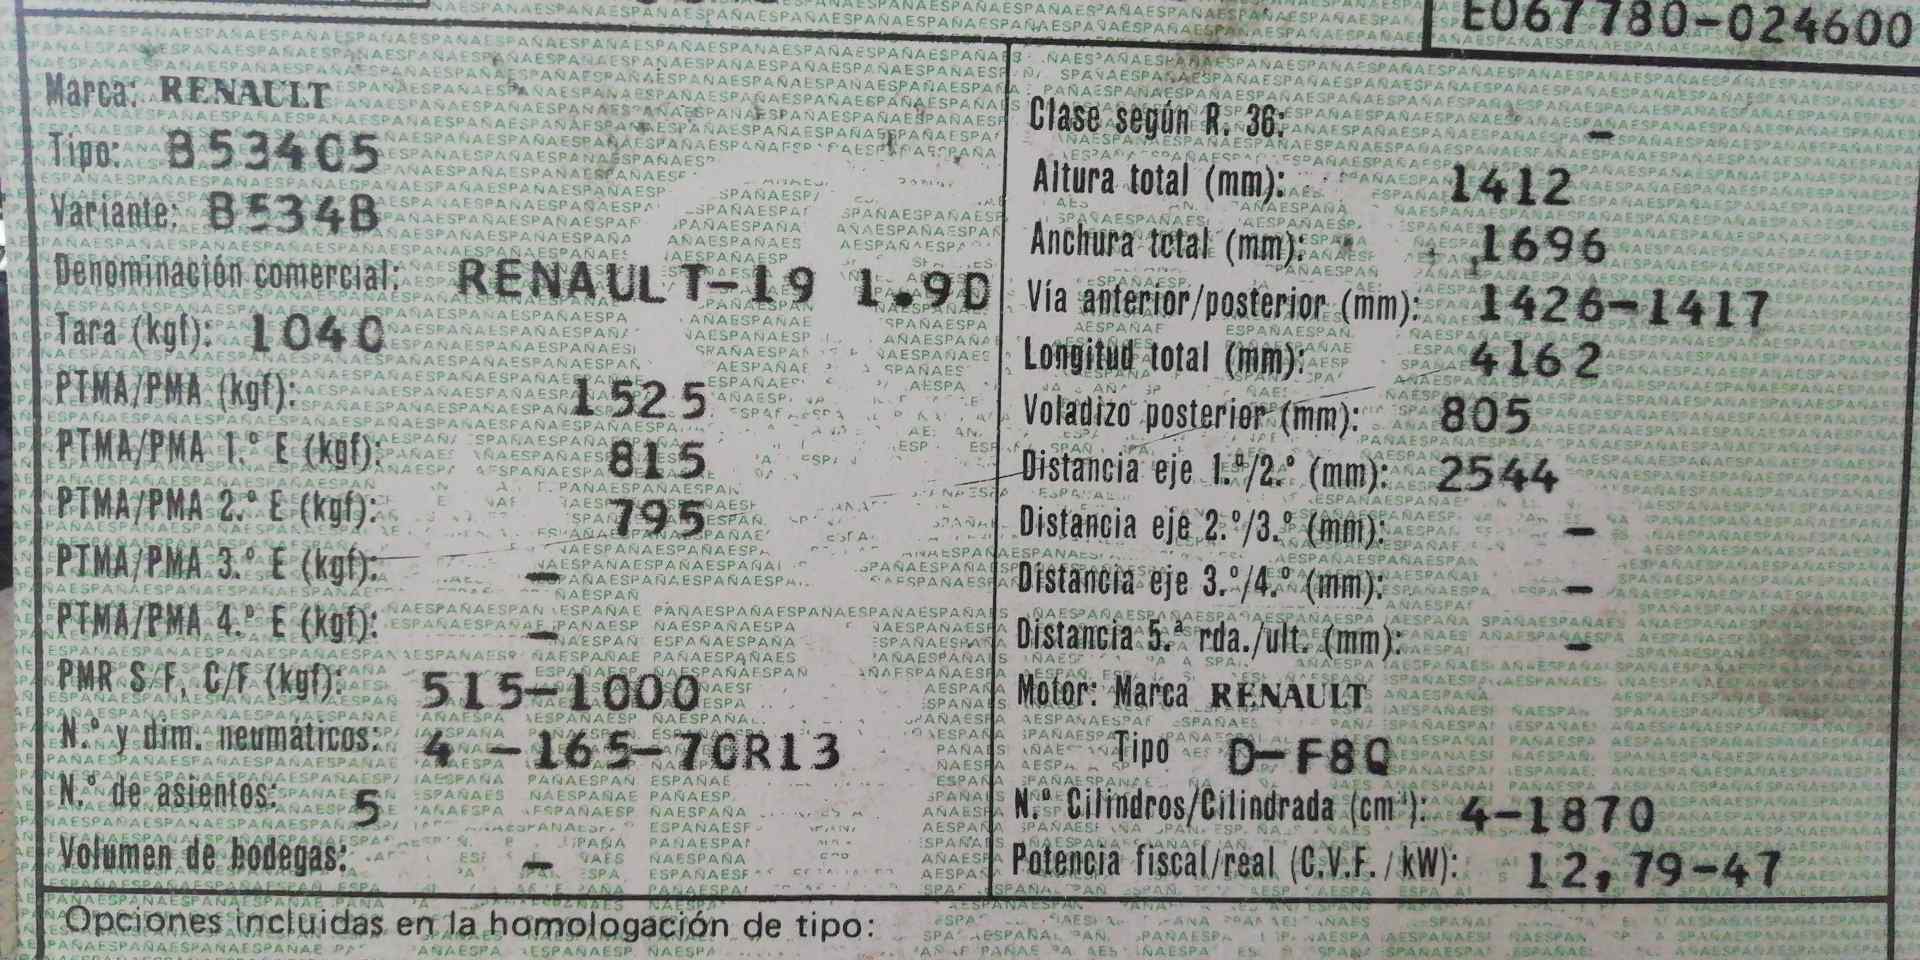 E067780-024600
Marca: RENAULT
Tipo: B534C5
Variante: B534B
Denominación comercial: RENAULT-19 1.9D
Tara (kgf): 1040
PTMA/PMA (kgf): 1525
PTMA/PMA 1.º E (kgf): 815
PTMA/PMA 2.º E (kgf): 795
PTMA/PMA 3.º E (kgf): –
PTMA/PMA 4.º E (kgf): –
PMR S/F, C/F (kgf): 515-1000
N.º y dim. neumáticos: 4 -165-70R13
N.º de asientos: 5
Volumen de bodegas: –
Clase según R. 36: –
Altura total (mm): 1412
Anchura total (mm): 1696
Vía anterior/posterior (mm): 1426-1417
Longitud total (mm): 4162
Voladizo posterior (mm): 805
Distancia eje 1.º/2.º (mm): 2544
Distancia eje 2.º/3.º (mm): –
Distancia eje 3.º/4.º (mm): –
Distancia 5.ª rda./ult. (mm): –
Motor: Marca RENAULT
Tipo D-F8Q
N.º Cilindros/Cilindrada (cm³): 4-1870
Potencia fiscal/real (C.V.F./kW): 12,79-47
Opciones incluidas en la homologación de tipo: